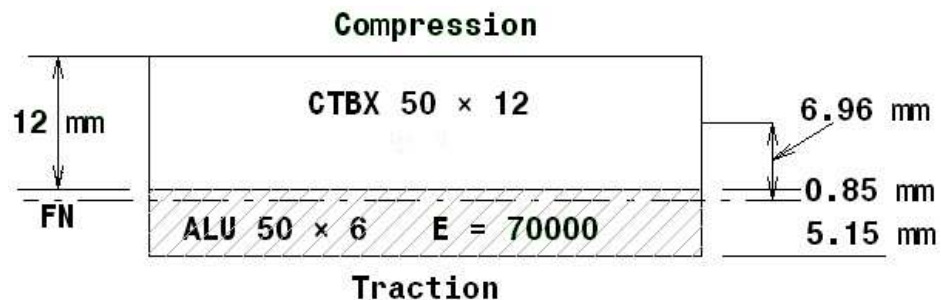 Compression
CTBX 50 × 12
12 mm
6.96 mm
0.85 mm
FN
ALU 50 × 6 E = 70000
5.15 mm
Traction